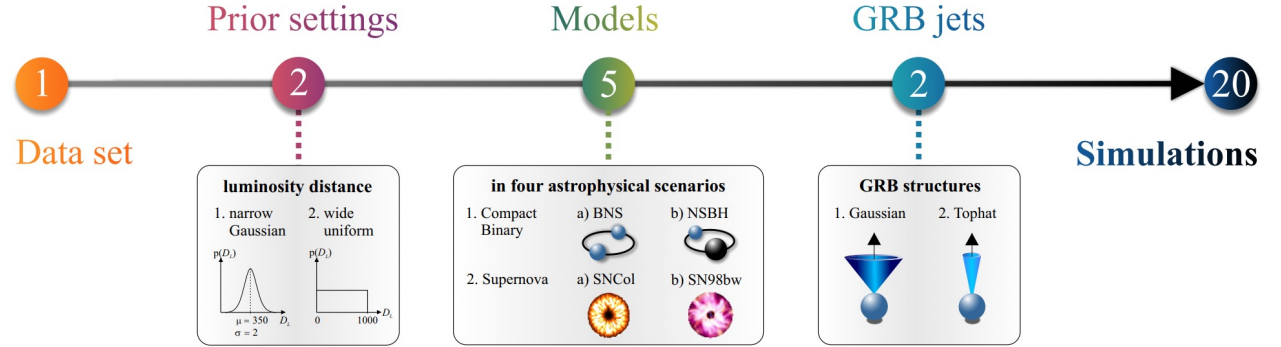 Prior settings
Models
GRB jets
1
2
5
2
20
Data set
Simulations
luminosity distance
1. narrow
Gaussian
2. wide
uniform
p(D_L)
p(D_L)
μ = 350
σ = 2
D_L
0
1000
D_L
in four astrophysical scenarios
1. Compact
Binary
a) BNS
b) NSBH
2. Supernova
a) SNCol
b) SN98bw
GRB structures
1. Gaussian
2. Tophat